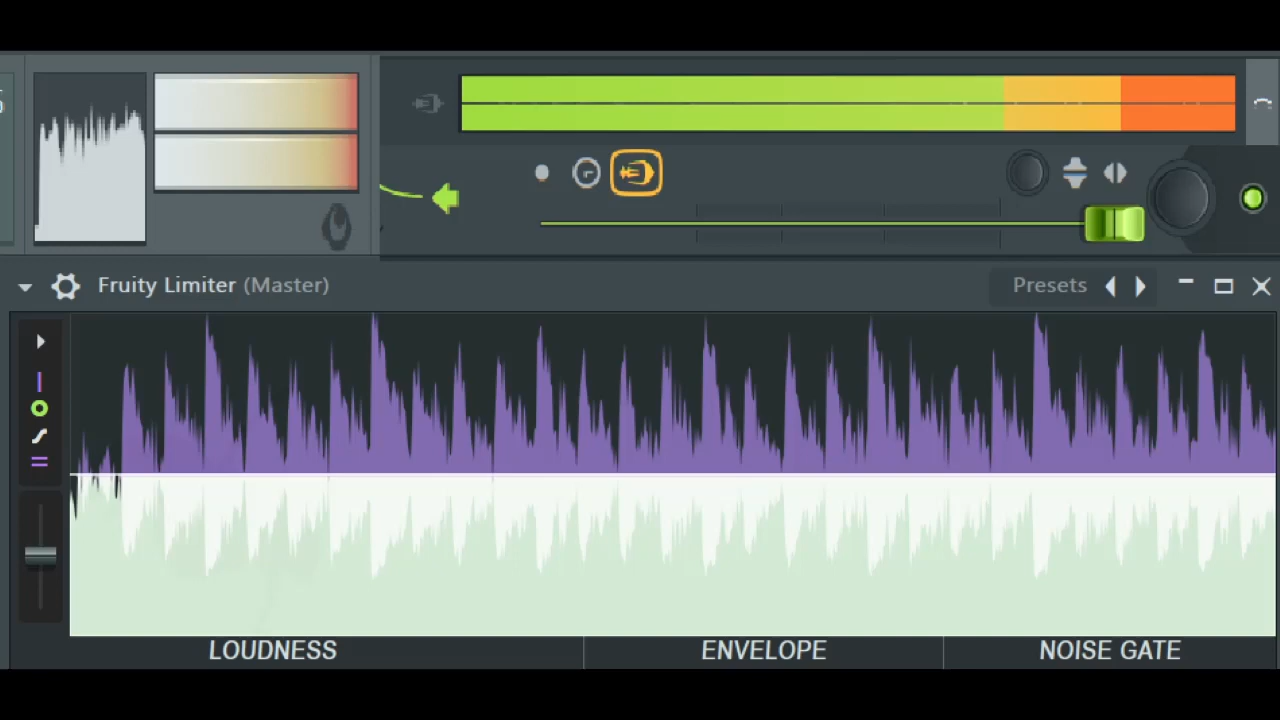 Fruity Limiter (Master)
Presets
LOUDNESS
ENVELOPE
NOISE GATE